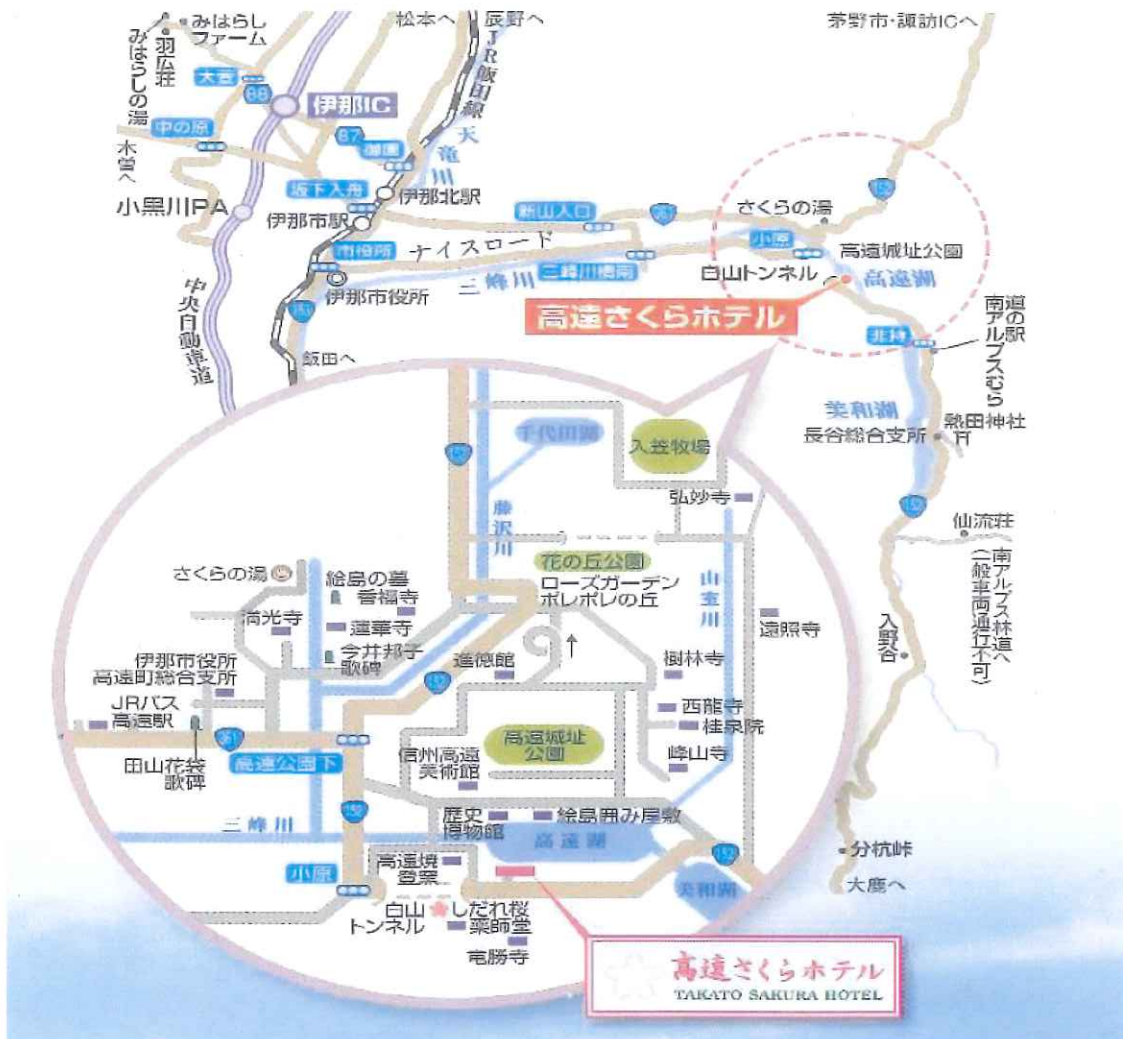 みはらし
ファーム
羽広荘
みはらしの湯
松本へ
辰野へ
JR飯田線
茅野市・諏訪ICへ
大萱
88
伊那IC
87
御園
天竜川
中の原
木曽へ
坂下入舟
伊那北駅
小黒川PA
伊那市駅
新山入口
361
152
さくらの湯
市役所
ナイスロード
小原
高遠城址公園
三峰川
三峰川橋南
白山トンネル
高遠湖
伊那市役所
153
中央自動車道
高遠さくらホテル
飯田へ
非持
道の駅
南アルプスむら
美和湖
長谷総合支所
熱田神社
152
仙流荘
南アルプス林道へ
(一般車両通行不可)
入野谷
分杭峠
大鹿へ
千代田湖
入笠牧場
152
弘妙寺
藤沢川
花の丘公園
ローズガーデン
ポレポレの丘
山室川
さくらの湯
絵島の墓
香福寺
満光寺
蓮華寺
遠照寺
今井邦子
歌碑
伊那市役所
高遠町総合支所
進徳館
152
樹林寺
JRバス
高遠駅
西龍寺
桂泉院
361
高遠公園下
信州高遠
美術館
高遠城址
公園
峰山寺
田山花袋
歌碑
152
三峰川
歴史
博物館
絵島囲み屋敷
高遠湖
152
小原
高遠焼
登窯
美和湖
白山
トンネル
しだれ桜
薬師堂
竜勝寺
高遠さくらホテル
TAKATO SAKURA HOTEL